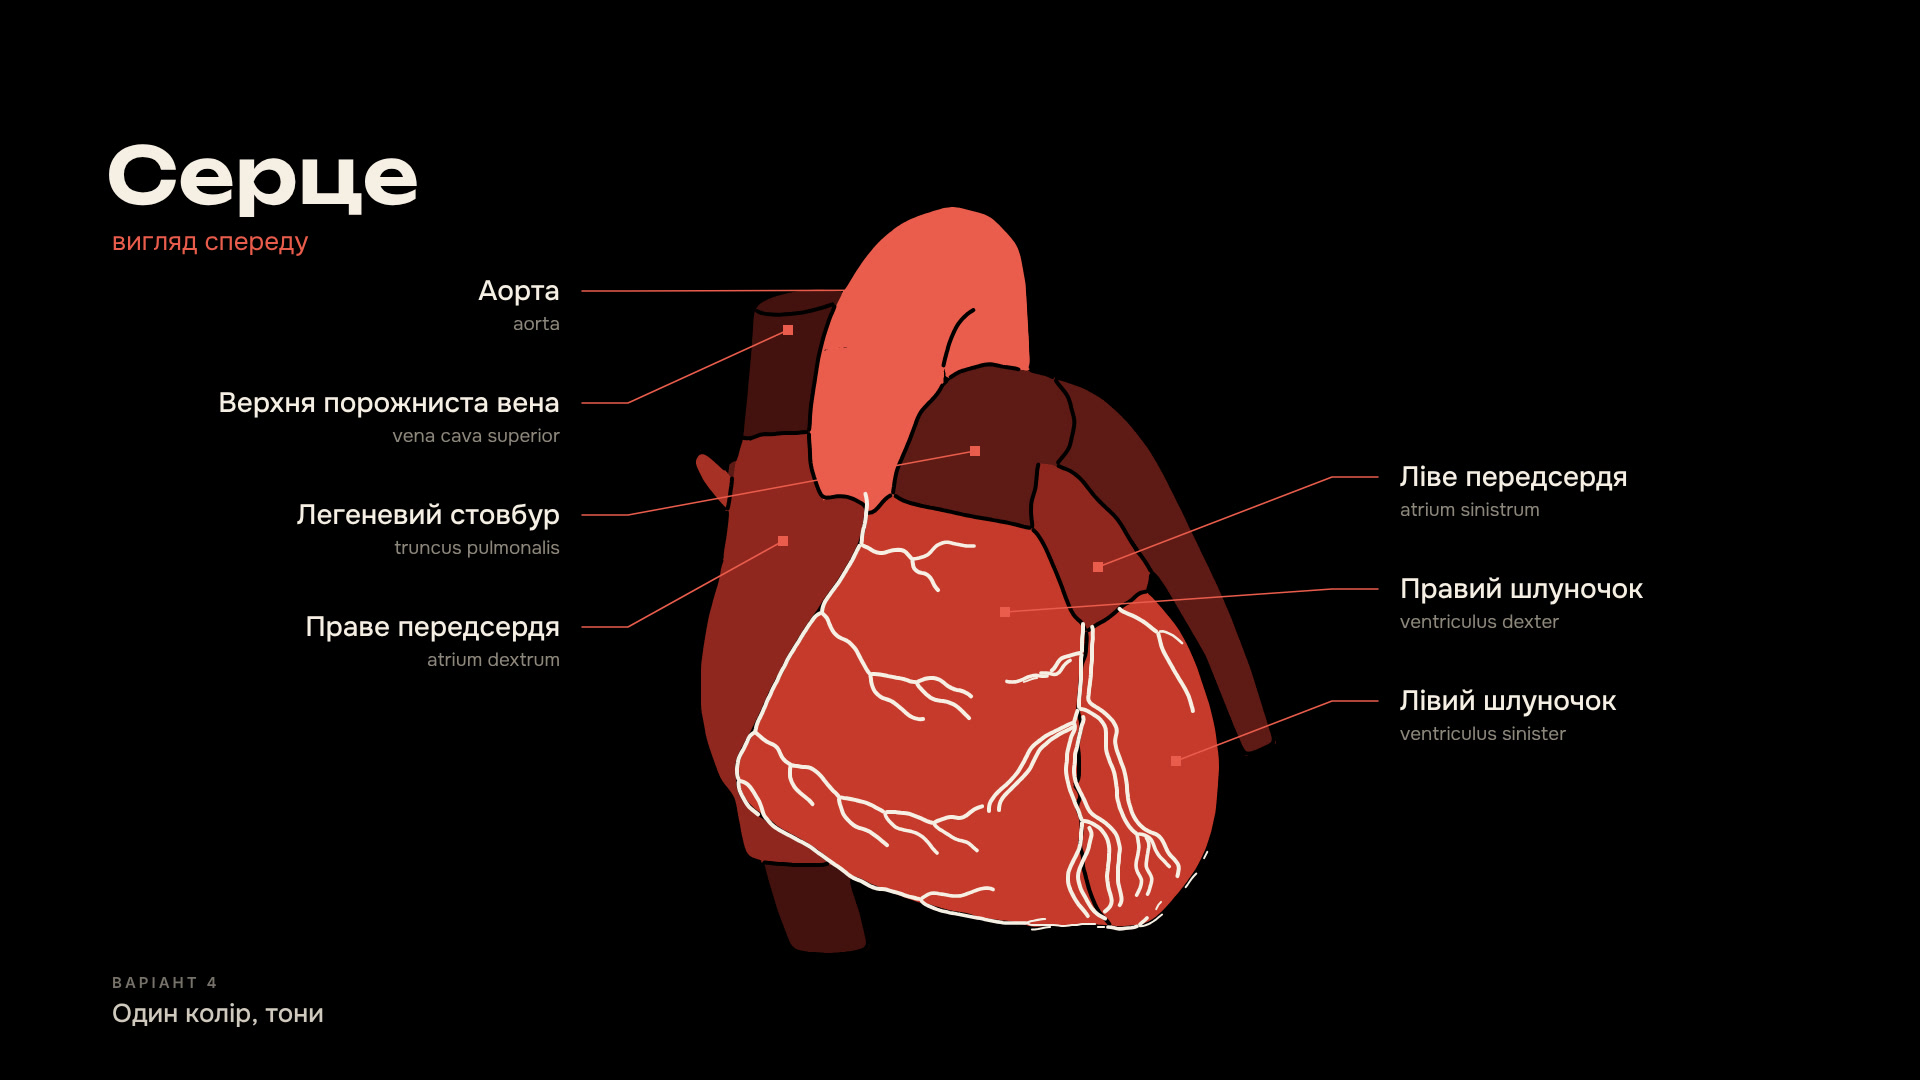 Серце
вигляд спереду
Аорта
aorta
Верхня порожниста вена
vena cava superior
Легеневий стовбур
truncus pulmonalis
Праве передсердя
atrium dextrum
Ліве передсердя
atrium sinistrum
Правий шлуночок
ventriculus dexter
Лівий шлуночок
ventriculus sinister
ВАРІАНТ 4
Один колір, тони